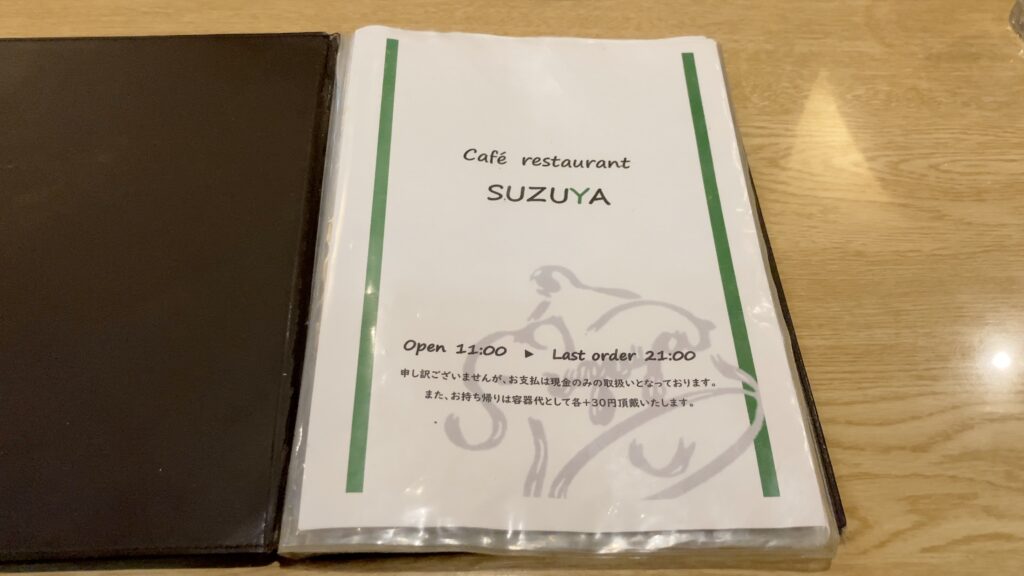 Café restaurant
SUZUYA
Open 11:00 ▶ Last order 21:00
申し訳ございませんが、お支払は現金のみの取扱いとなっております。
また、お持ち帰りは容器代として各+30円頂戴いたします。